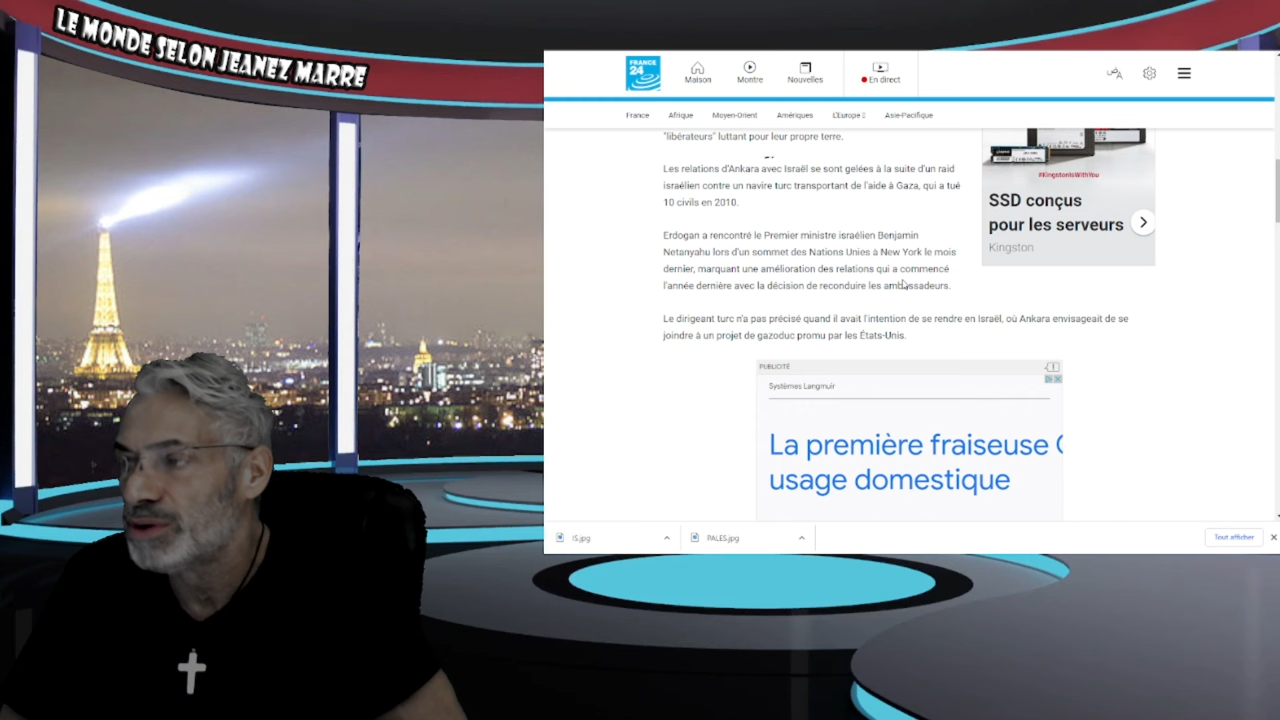 LE MONDE SELON JEANEZ MARRE
FRANCE
24
Maison
Montre
Nouvelles
En direct
France
Afrique
Moyen-Orient
Amériques
L'Europe
Asie-Pacifique
"libérateurs" luttant pour leur propre terre.
Les relations d'Ankara avec Israël se sont gelées à la suite d'un raid
israélien contre un navire turc transportant de l'aide à Gaza, qui a tué
10 civils en 2010.
Erdogan a rencontré le Premier ministre israélien Benjamin
Netanyahu lors d'un sommet des Nations Unies à New York le mois
dernier, marquant une amélioration des relations qui a commencé
l'année dernière avec la décision de reconduire les ambassadeurs.
Le dirigeant turc n'a pas précisé quand il avait l'intention de se rendre en Israël, où Ankara envisageait de se
joindre à un projet de gazoduc promu par les États-Unis.
#KingstonIsWithYou
SSD conçus
pour les serveurs
Kingston
PUBLICITÉ
Systèmes Langmuir
La première fraiseuse
usage domestique
IS.jpg
PALES.jpg
Tout afficher